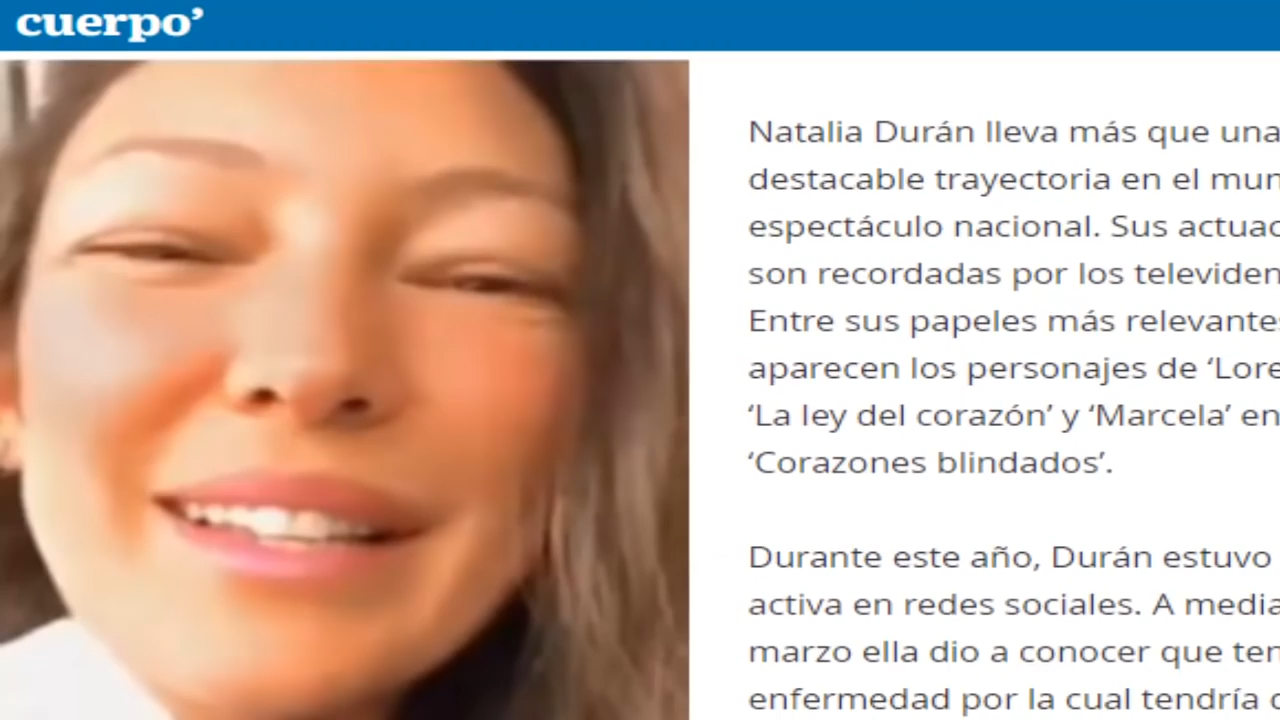 cuerpo’
Natalia Durán lleva más que una
destacable trayectoria en el mun
espectáculo nacional. Sus actuac
son recordadas por los televiden
Entre sus papeles más relevantes
aparecen los personajes de ‘Lore
‘La ley del corazón’ y ‘Marcela’ en
‘Corazones blindados’.
Durante este año, Durán estuvo
activa en redes sociales. A media
marzo ella dio a conocer que ten
enfermedad por la cual tendría